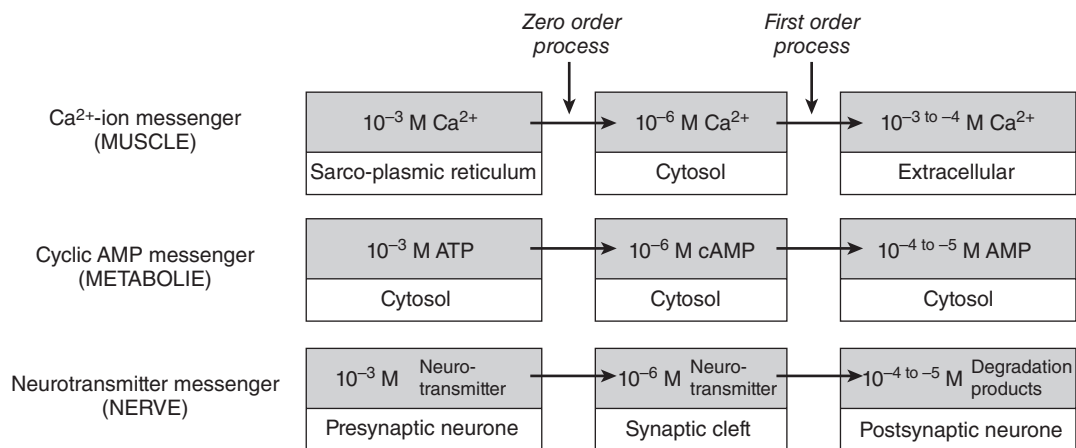 Zero order
process
First order
process
Ca²⁺-ion messenger
(MUSCLE)
10⁻³ M Ca²⁺
10⁻⁶ M Ca²⁺
10⁻³ ᵗᵒ ⁻⁴ M Ca²⁺
Sarco-plasmic reticulum
Cytosol
Extracellular
Cyclic AMP messenger
(METABOLIE)
10⁻³ M ATP
10⁻⁶ M cAMP
10⁻⁴ ᵗᵒ ⁻⁵ M AMP
Cytosol
Cytosol
Cytosol
Neurotransmitter messenger
(NERVE)
10⁻³ M Neuro-
transmitter
10⁻⁶ M Neuro-
transmitter
10⁻⁴ ᵗᵒ ⁻⁵ M Degradation
products
Presynaptic neurone
Synaptic cleft
Postsynaptic neurone